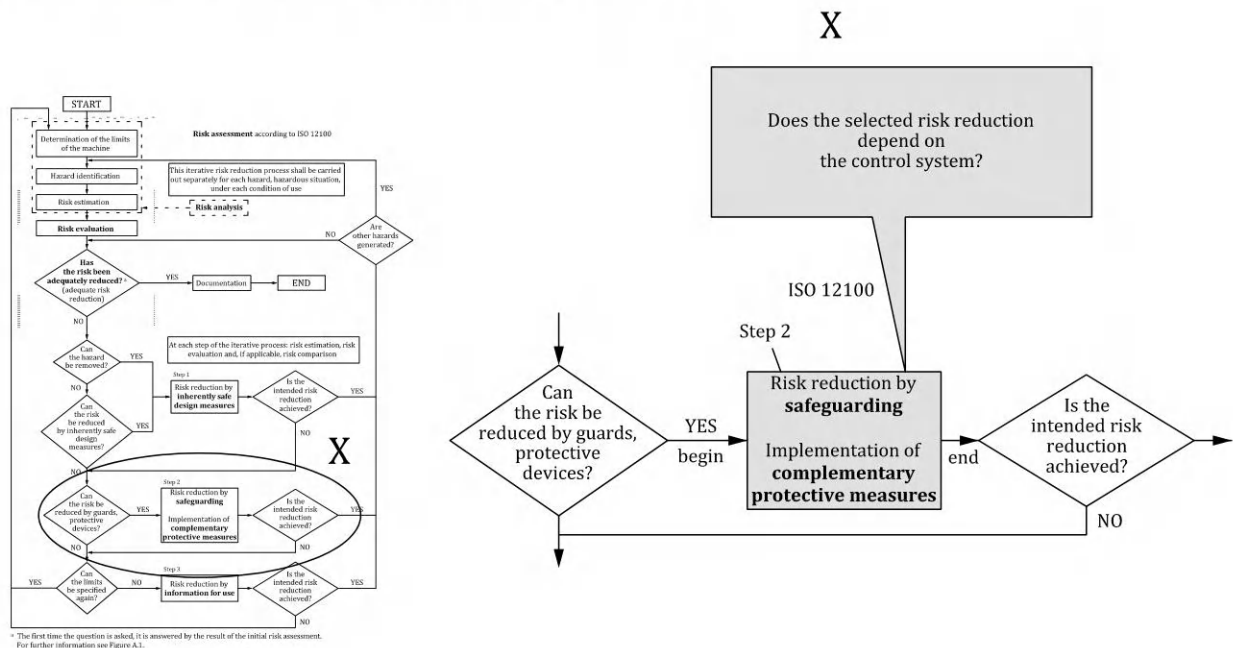 START
Risk assessment according to ISO 12100
Determination of the limits
of the machine
This iterative risk reduction process shall be carried
out separately for each hazard, hazardous situation,
under each condition of use
YES
Hazard identification
Risk estimation
Risk analysis
Risk evaluation
NO
Are
other hazards
generated?
Has
the risk been
adequately reduced? a
(adequate risk
reduction)
YES
Documentation
END
NO
At each step of the iterative process: risk estimation, risk
evaluation and, if applicable, risk comparison
Can
the hazard
be removed?
YES
Step 1
Risk reduction by
inherently safe
design measures
Is the
intended risk
reduction
achieved?
YES
NO
Can
the risk
be reduced
by inherently safe
design
measures?
YES
NO
NO
X
Can
the risk be
reduced by guards,
protective
devices?
YES
Step 2
Risk reduction by
safeguarding
Implementation of
complementary
protective measures
Is the
intended risk
reduction
achieved?
YES
NO
NO
YES
Can
the limits
be specified
again?
NO
Step 3
Risk reduction by
information for use
Is the
intended risk
reduction
achieved?
YES
NO
a The first time the question is asked, it is answered by the result of the initial risk assessment.
For further information see Figure A.1.
X
Does the selected risk reduction
depend on
the control system?
ISO 12100
Step 2
Can
the risk be
reduced by guards,
protective
devices?
YES
begin
Risk reduction by
safeguarding
Implementation of
complementary
protective measures
end
Is the
intended risk
reduction
achieved?
NO